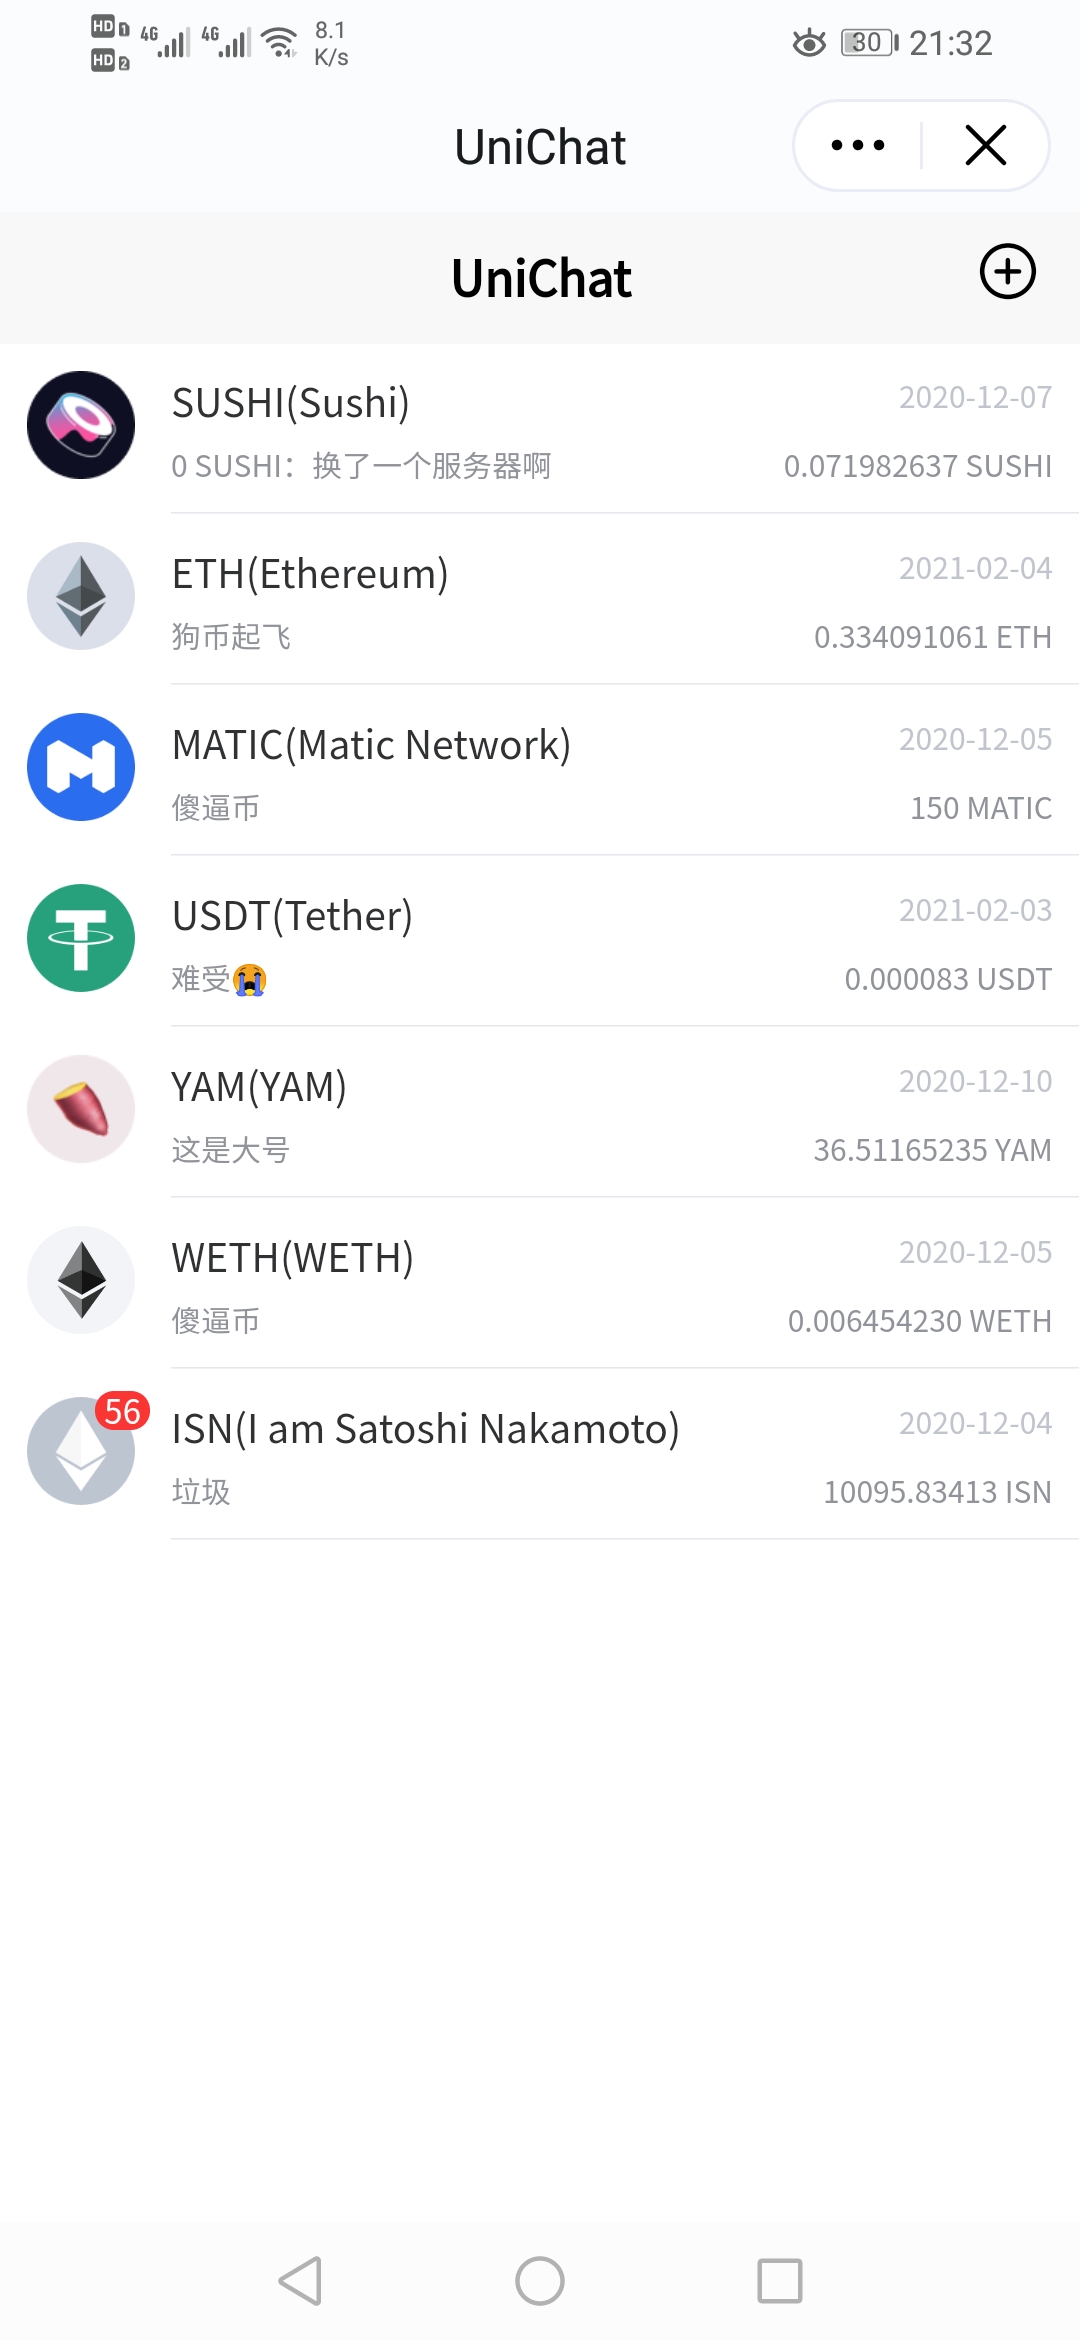 HD 1 4G 4G 8.1 30 21:32
HD 2 K/s
UniChat
UniChat
SUSHI(Sushi) 2020-12-07
0 SUSHI：换了一个服务器啊 0.071982637 SUSHI
ETH(Ethereum) 2021-02-04
狗币起飞 0.334091061 ETH
MATIC(Matic Network) 2020-12-05
傻逼币 150 MATIC
USDT(Tether) 2021-02-03
难受😭 0.000083 USDT
YAM(YAM) 2020-12-10
这是大号 36.51165235 YAM
WETH(WETH) 2020-12-05
傻逼币 0.006454230 WETH
56 ISN(I am Satoshi Nakamoto) 2020-12-04
垃圾 10095.83413 ISN